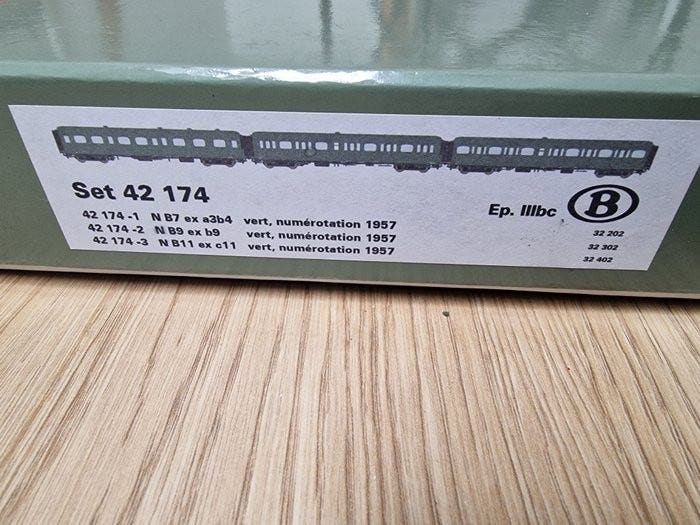 Set 42 174
42 174 -1 N B7 ex a3b4 vert, numérotation 1957
42 174 -2 N B9 ex b9 vert, numérotation 1957
42 174 -3 N B11 ex c11 vert, numérotation 1957
Ep. IIIbc B
32 202
32 302
32 402